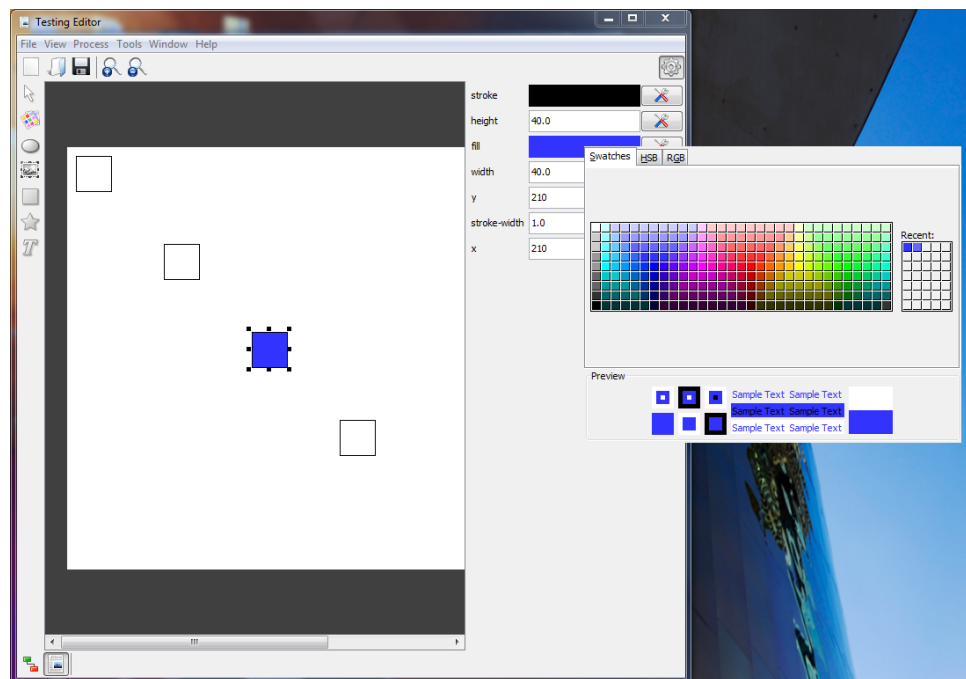 Testing Editor
File View Process Tools Window Help
stroke
height 40.0
fill
width 40.0
y 210
stroke-width 1.0
x 210
Swatches HSB RGB
Recent:
Preview
Sample Text Sample Text
Sample Text Sample Text
Sample Text Sample Text
T